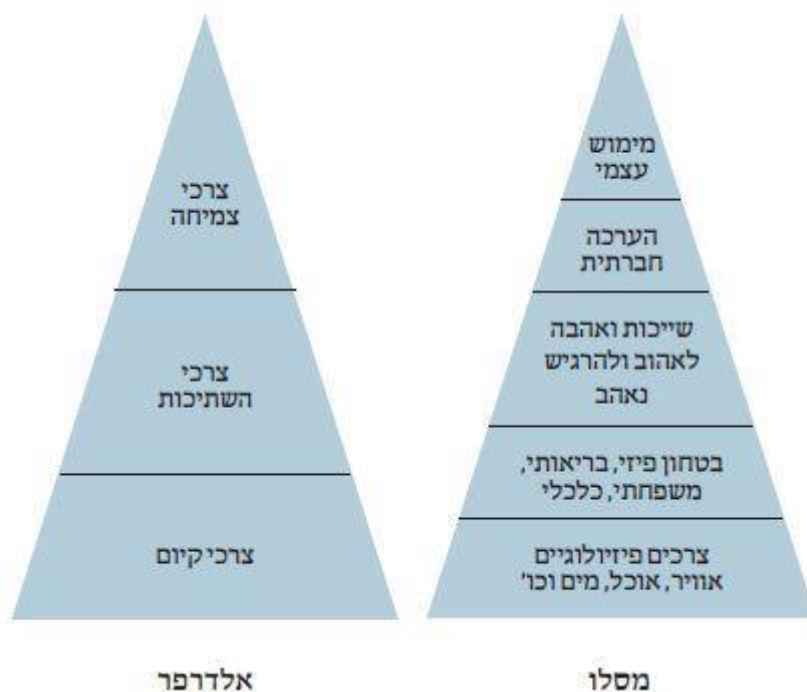 מימוש
עצמי
הערכה
חברתית
שייכות ואהבה
לאהוב ולהרגיש
נאהב
בטחון פיזי, בריאותי,
משפחתי, כלכלי
צרכים פיזיולוגיים
אוויר, אוכל, מים וכו'
מסלו
צרכי
צמיחה
צרכי
השתיכות
צרכי קיום
אלדרפר